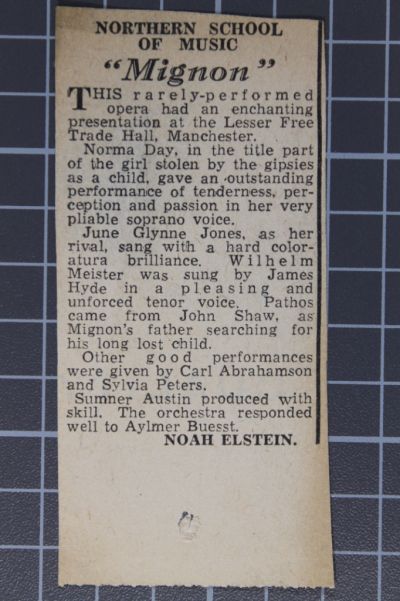 NORTHERN SCHOOL
OF MUSIC
"Mignon"
THIS rarely-performed
opera had an enchanting
presentation at the Lesser Free
Trade Hall, Manchester.
Norma Day, in the title part
of the girl stolen by the gipsies
as a child, gave an outstanding
performance of tenderness, per-
ception and passion in her very
pliable soprano voice.
June Glynne Jones, as her
rival, sang with a hard color-
atura brilliance. Wilhelm
Meister was sung by James
Hyde in a pleasing and
unforced tenor voice. Pathos
came from John Shaw, as
Mignon's father searching for
his long lost child.
Other good performances
were given by Carl Abrahamson
and Sylvia Peters.
Sumner Austin produced with
skill. The orchestra responded
well to Aylmer Buesst.
NOAH ELSTEIN.